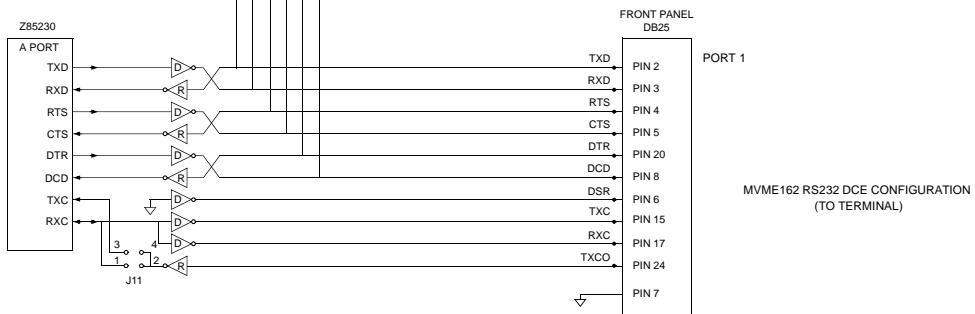 FRONT PANEL
DB25
Z85230
A PORT
PORT 1
TXD D TXD PIN 2
RXD R RXD PIN 3
RTS D RTS PIN 4
CTS R CTS PIN 5
DTR D DTR PIN 20
DCD R DCD PIN 8
TXC D DSR PIN 6
RXC D TXC PIN 15
3 4 D RXC PIN 17
1 2 R TXCO PIN 24
J11
PIN 7
MVME162 RS232 DCE CONFIGURATION
(TO TERMINAL)